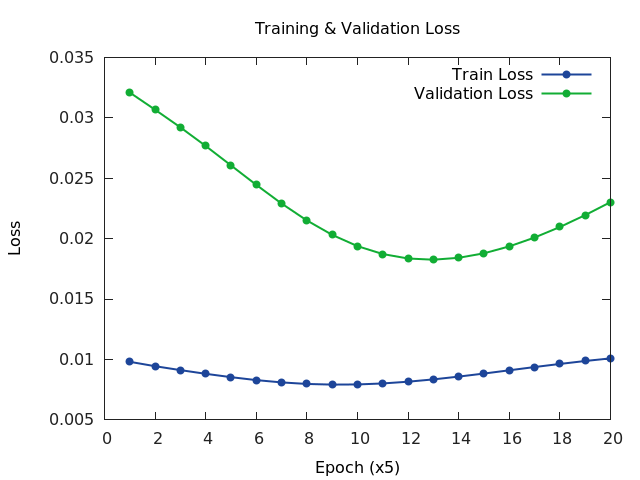 Training & Validation Loss
0.035
0.03
0.025
0.02
0.015
0.01
0.005
Loss
Train Loss
Validation Loss
0 2 4 6 8 10 12 14 16 18 20
Epoch (x5)